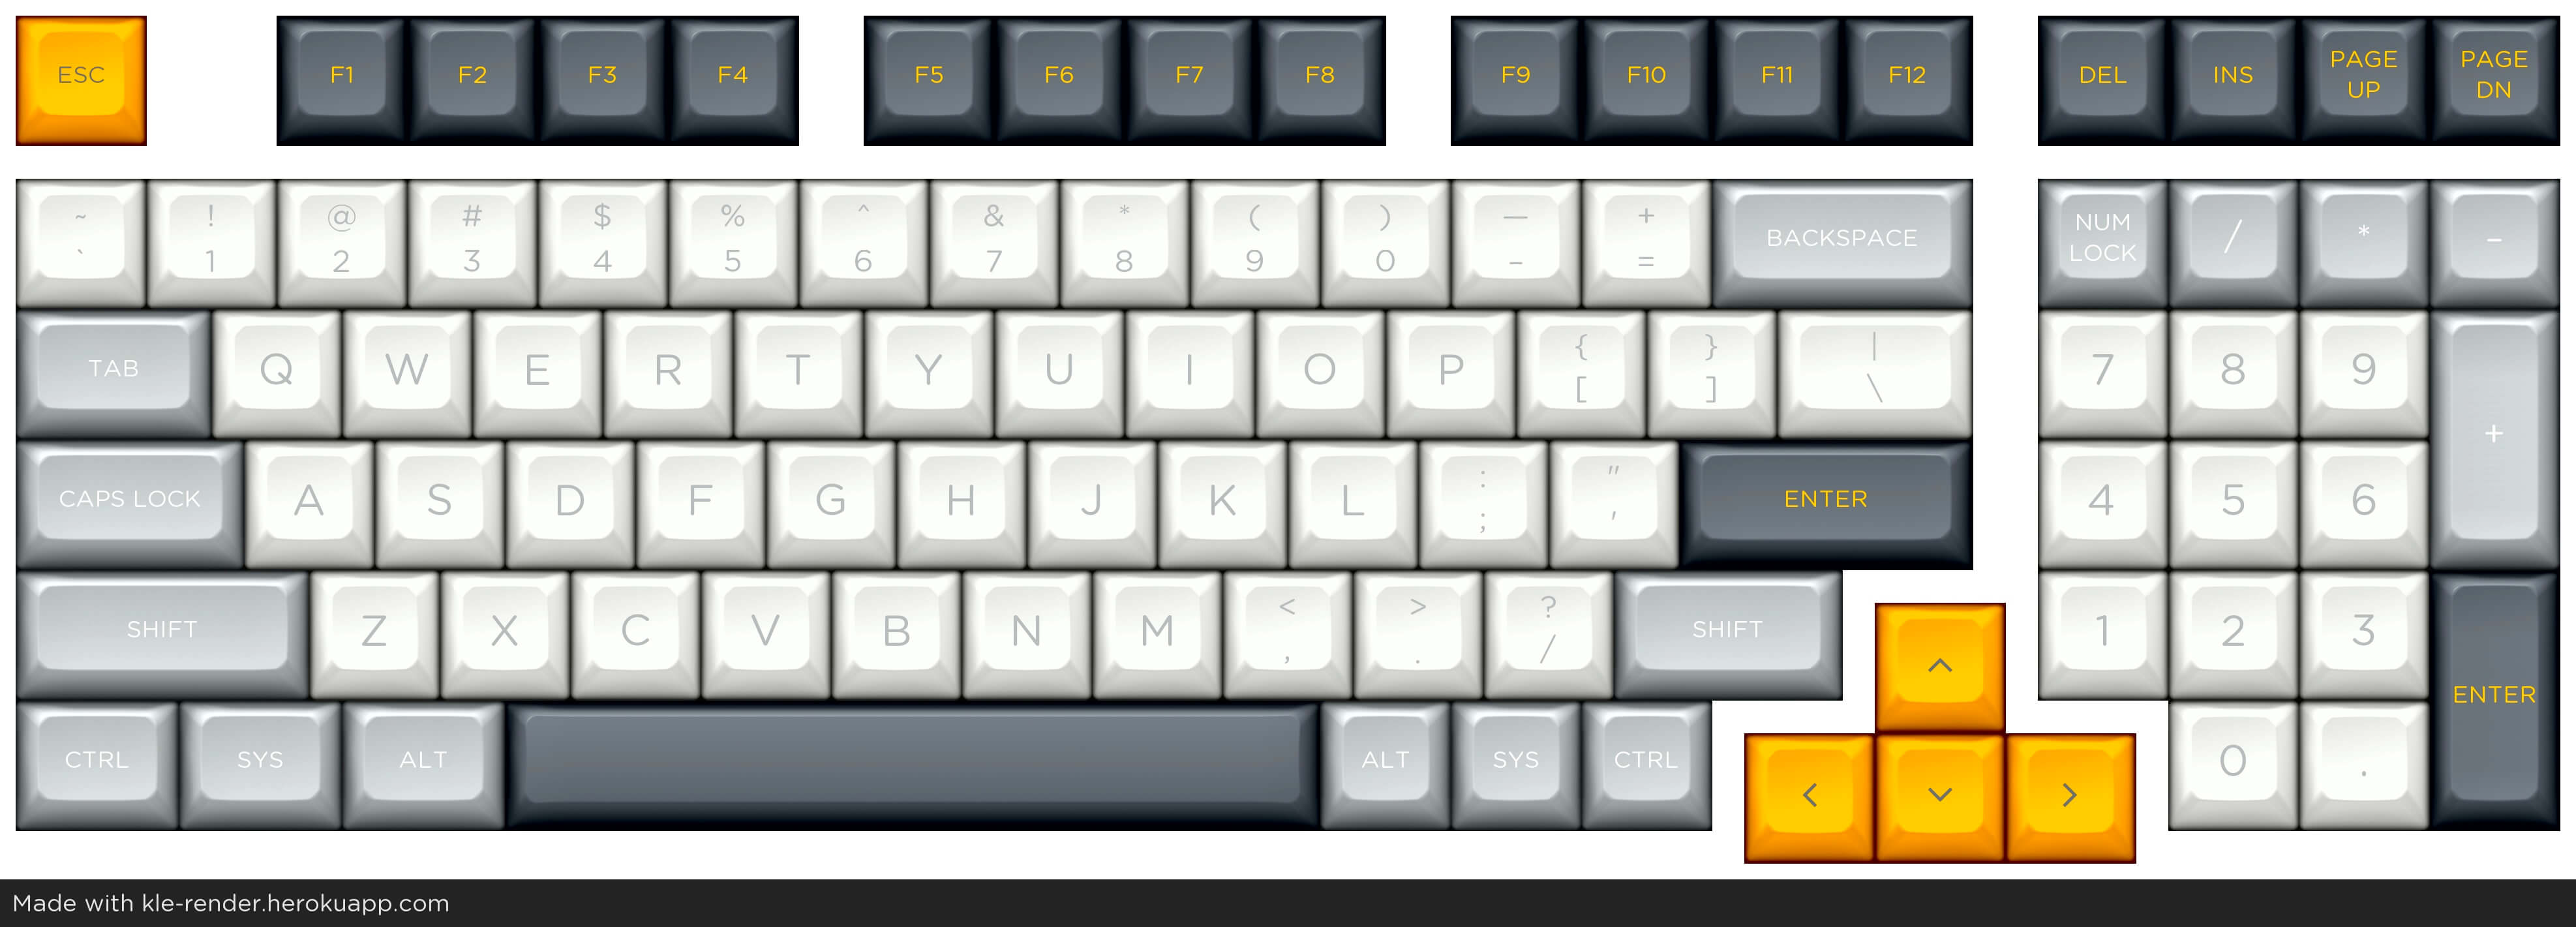 ESC F1 F2 F3 F4 F5 F6 F7 F8 F9 F10 F11 F12 DEL INS PAGE UP PAGE DN
~ ! @ # $ % ^ & * ( ) — +
` 1 2 3 4 5 6 7 8 9 0 - = BACKSPACE NUM LOCK / * -
TAB Q W E R T Y U I O P { [ } ] | \ 7 8 9 +
CAPS LOCK A S D F G H J K L : ; " ' ENTER 4 5 6
SHIFT Z X C V B N M < , > . ? / SHIFT ^ 1 2 3 ENTER
CTRL SYS ALT ALT SYS CTRL < v > 0 .
Made with kle-render.herokuapp.com